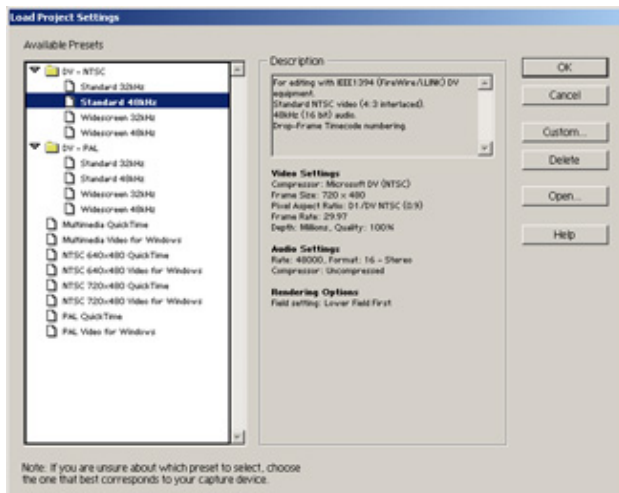 Load Project Settings
Available Presets
DV - NTSC
Standard 32kHz
Standard 48kHz
Widescreen 32kHz
Widescreen 48kHz
DV - PAL
Standard 32kHz
Standard 48kHz
Widescreen 32kHz
Widescreen 48kHz
Multimedia QuickTime
Multimedia Video for Windows
NTSC 640x480 QuickTime
NTSC 640x480 Video for Windows
NTSC 720x480 QuickTime
NTSC 720x480 Video for Windows
PAL QuickTime
PAL Video for Windows
Description
For editing with IEEE1394 (FireWire/i.LINK) DV
equipment.
Standard NTSC video (4:3 interlaced).
48kHz (16 bit) audio.
Drop-Frame Timecode numbering.
Video Settings
Compressor: Microsoft DV (NTSC)
Frame Size: 720 x 480
Pixel Aspect Ratio: D1/DV NTSC (0.9)
Frame Rate: 29.97
Depth: Millions, Quality: 100%
Audio Settings
Rate: 48000, Format: 16 - Stereo
Compressor: Uncompressed
Rendering Options
Field setting: Lower Field First
OK
Cancel
Custom...
Delete
Open...
Help
Note: If you are unsure about which preset to select, choose
the one that best corresponds to your capture device.